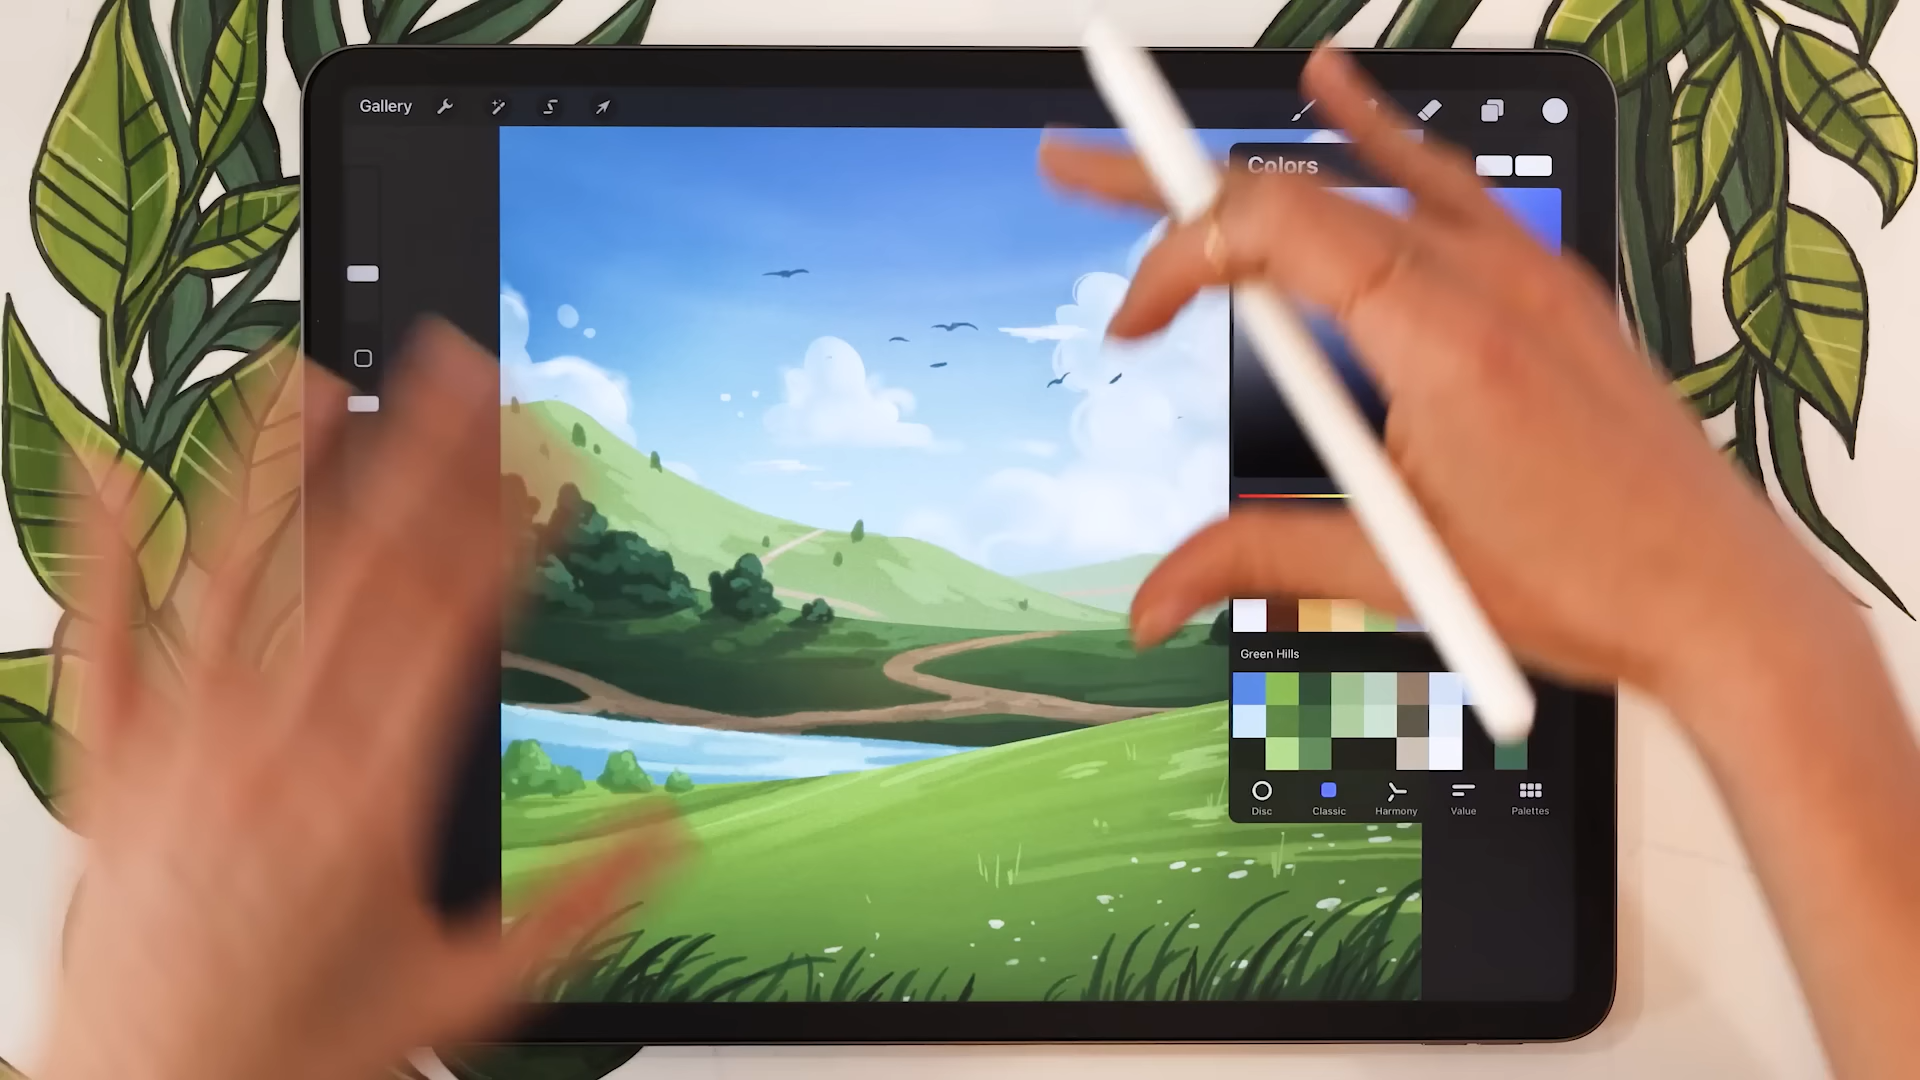 Gallery
Colors
Green Hills
Disc
Classic
Harmony
Value
Palettes